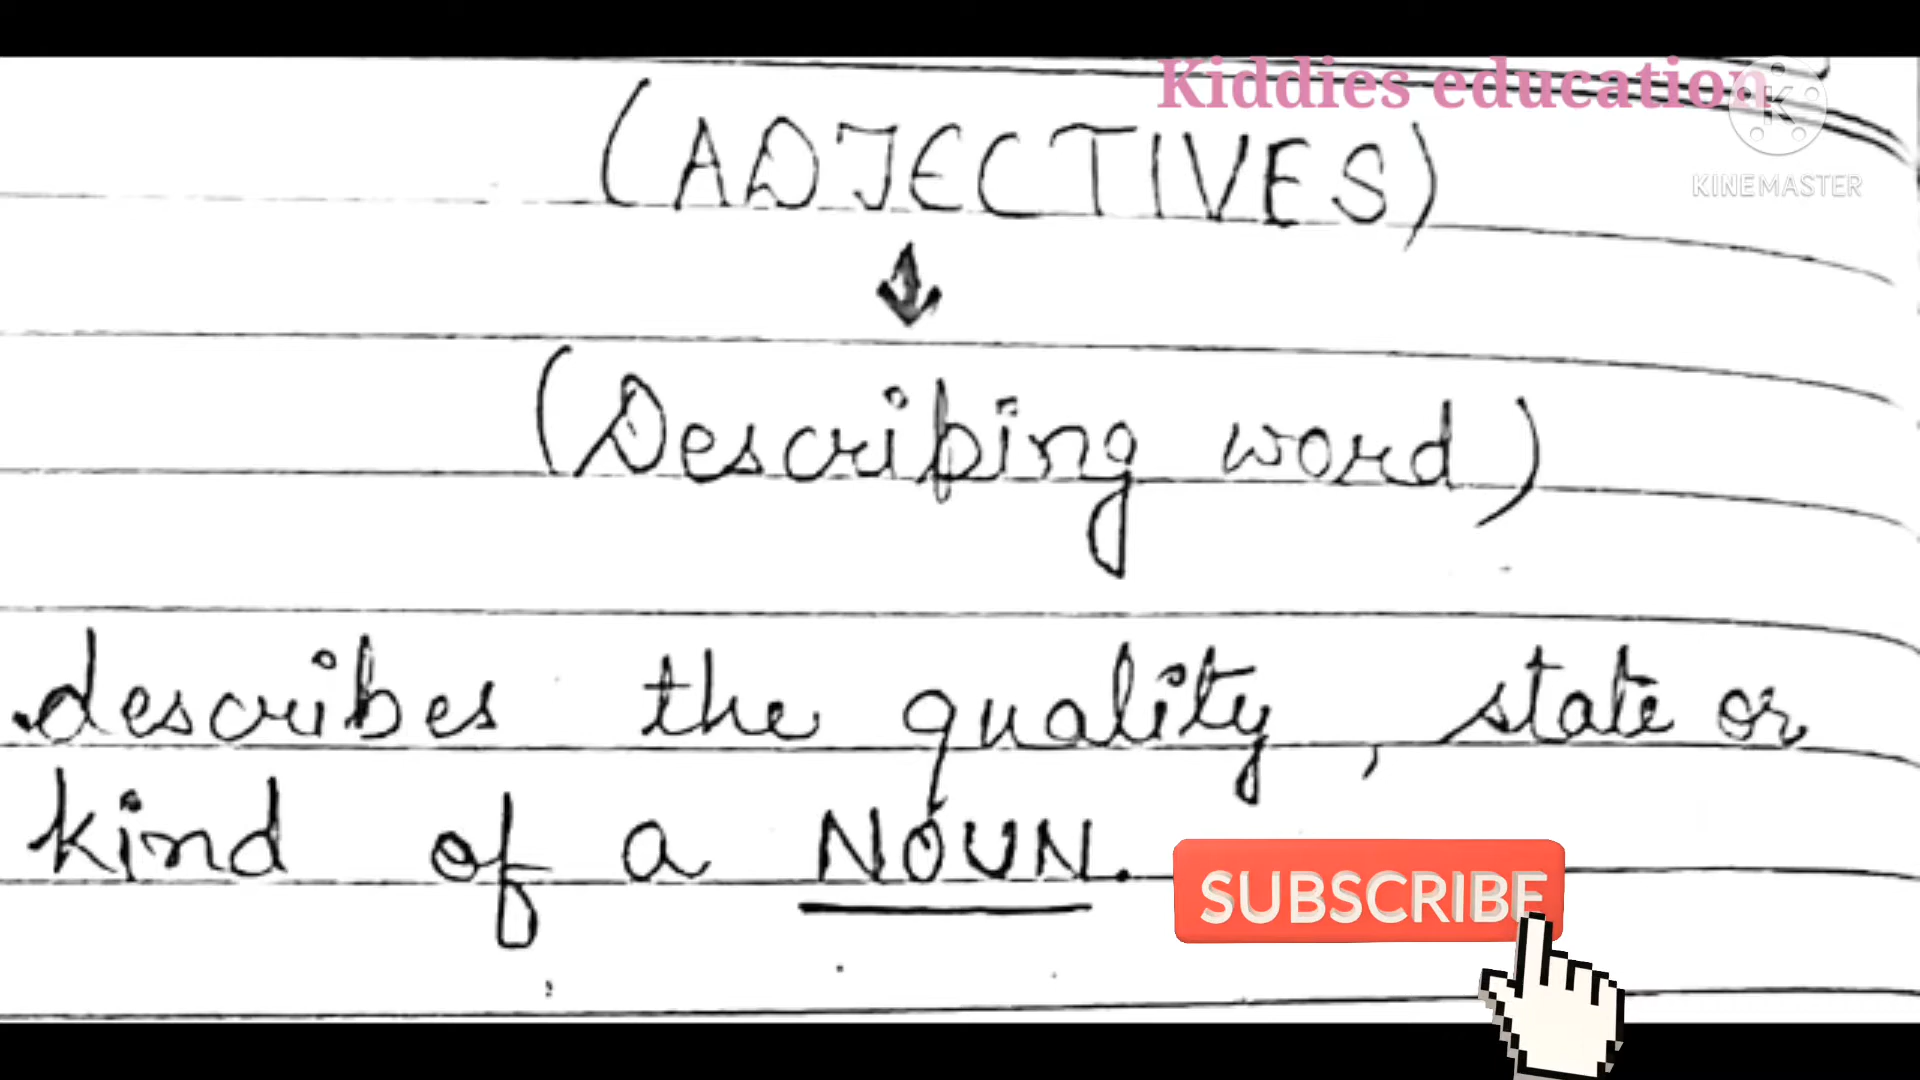 Kiddies education
(ADJECTIVES)
K
KINEMASTER
(Describing word)
describes the quality, state or
kind of a NOUN.
SUBSCRIBE